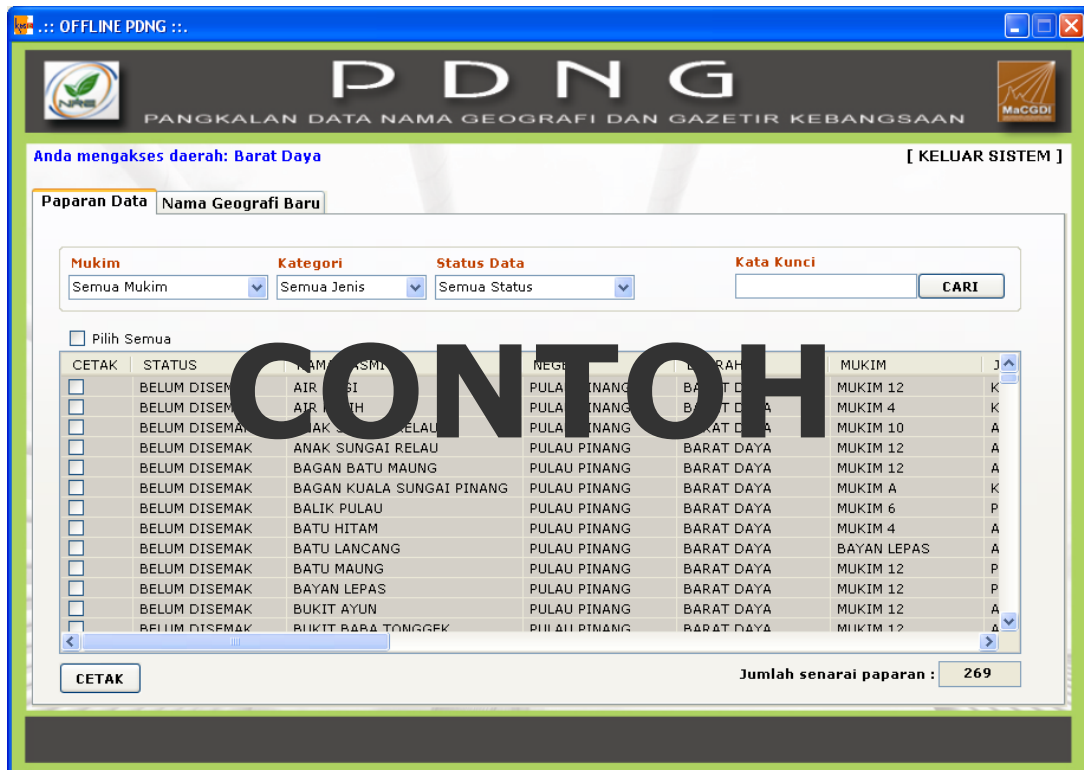 .:: OFFLINE PDNG ::.
PDNG
PANGKALAN DATA NAMA GEOGRAFI DAN GAZETIR KEBANGSAAN
NRE
MaCGDI
Anda mengakses daerah: Barat Daya [ KELUAR SISTEM ]
Paparan Data Nama Geografi Baru
Mukim Kategori Status Data Kata Kunci
Semua Mukim Semua Jenis Semua Status CARI
Pilih Semua
CONTOH
CETAK STATUS MUKIM
BELUM AIR PULAU PINANG MUKIM 12 K
BELUM AIR PULAU PINANG MUKIM 4 K
BELUM RELAU PULAU PINANG BARAT DAYA MUKIM 10 A
BELUM DISEMAK ANAK SUNGAI RELAU PULAU PINANG BARAT DAYA MUKIM 12 A
BELUM DISEMAK BAGAN BATU MAUNG PULAU PINANG BARAT DAYA MUKIM 12 A
BELUM DISEMAK BAGAN KUALA SUNGAI PINANG PULAU PINANG BARAT DAYA MUKIM A K
BELUM DISEMAK BALIK PULAU PULAU PINANG BARAT DAYA MUKIM 6 P
BELUM DISEMAK BATU HITAM PULAU PINANG BARAT DAYA MUKIM 4 A
BELUM DISEMAK BATU LANCANG PULAU PINANG BARAT DAYA BAYAN LEPAS A
BELUM DISEMAK BATU MAUNG PULAU PINANG BARAT DAYA MUKIM 12 P
BELUM DISEMAK BAYAN LEPAS PULAU PINANG BARAT DAYA MUKIM 12 P
BELUM DISEMAK BUKIT AYUN PULAU PINANG BARAT DAYA MUKIM 12 A
BELUM DISEMAK BUKIT BABA TONGGEK PULAU PINANG BARAT DAYA MUKIM 12 A
CETAK Jumlah senarai paparan : 269